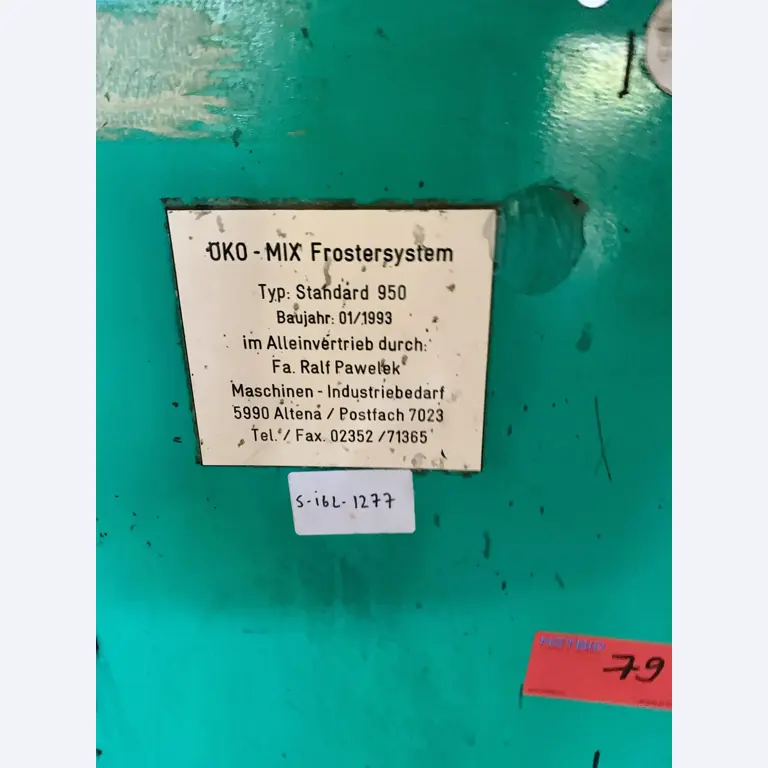 ÖKO - MIX Frostersystem
Typ: Standard 950
Baujahr: 01/1993
im Alleinvertrieb durch:
Fa. Ralf Pawelek
Maschinen - Industriebedarf
5990 Altena / Postfach 7023
Tel. / Fax. 02352 / 71365
S-i6L-1277
79